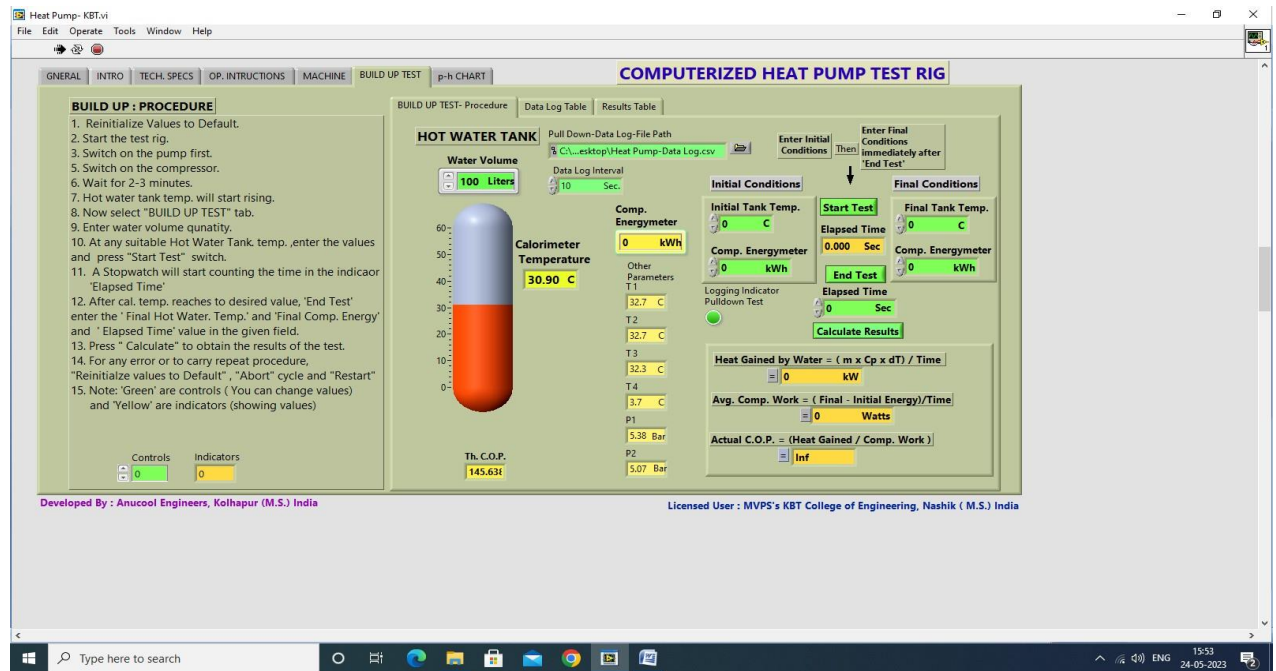 Heat Pump- KBT.vi
File Edit Operate Tools Window Help
1
GNERAL INTRO TECH. SPECS OP. INTRUCTIONS MACHINE BUILD UP TEST p-h CHART
COMPUTERIZED HEAT PUMP TEST RIG
BUILD UP : PROCEDURE
1. Reinitialize Values to Default.
2. Start the test rig.
3. Switch on the pump first.
5. Switch on the compressor.
6. Wait for 2-3 minutes.
7. Hot water tank temp. will start rising.
8. Now select "BUILD UP TEST" tab.
9. Enter water volume qunatity.
10. At any suitable Hot Water Tank. temp. ,enter the values
and press "Start Test" switch.
11. A Stopwatch will start counting the time in the indicaor
'Elapsed Time'
12. After cal. temp. reaches to desired value, 'End Test'
enter the ' Final Hot Water. Temp.' and 'Final Comp. Energy'
and ' Elapsed Time' value in the given field.
13. Press " Calculate" to obtain the results of the test.
14. For any error or to carry repeat procedure,
"Reinitialze values to Default" , "Abort" cycle and "Restart"
15. Note: 'Green' are controls ( You can change values)
and 'Yellow' are indicators (showing values)
Controls Indicators
0 0
BUILD UP TEST- Procedure Data Log Table Results Table
HOT WATER TANK
Water Volume
100 Liters
Pull Down-Data Log-File Path
C:\...esktop\Heat Pump-Data Log.csv
Data Log Interval
10 Sec.
60-
50-
40-
30-
20-
10-
0-
Calorimeter
Temperature
30.90 C
Th. C.O.P.
145.638
Comp.
Energymeter
0 kWh
Other
Parameters
T1
32.7 C
T2
32.7 C
T3
32.3 C
T4
3.7 C
P1
5.38 Bar
P2
5.07 Bar
Enter Initial
Conditions
Then
Enter Final
Conditions
immediately after
'End Test'
Initial Conditions
Initial Tank Temp.
0 C
Comp. Energymeter
0 kWh
Logging Indicator
Pulldown Test
Start Test
Elapsed Time
0.000 Sec
End Test
Elapsed Time
0 Sec
Calculate Results
Final Conditions
Final Tank Temp.
0 C
Comp. Energymeter
0 kWh
Heat Gained by Water = ( m x Cp x dT) / Time
= 0 kW
Avg. Comp. Work = ( Final - Initial Energy)/Time
= 0 Watts
Actual C.O.P. = (Heat Gained / Comp. Work )
= Inf
Developed By : Anucool Engineers, Kolhapur (M.S.) India
Licensed User : MVPS's KBT College of Engineering, Nashik ( M.S.) India
Type here to search
ENG
15:53
24-05-2023
2